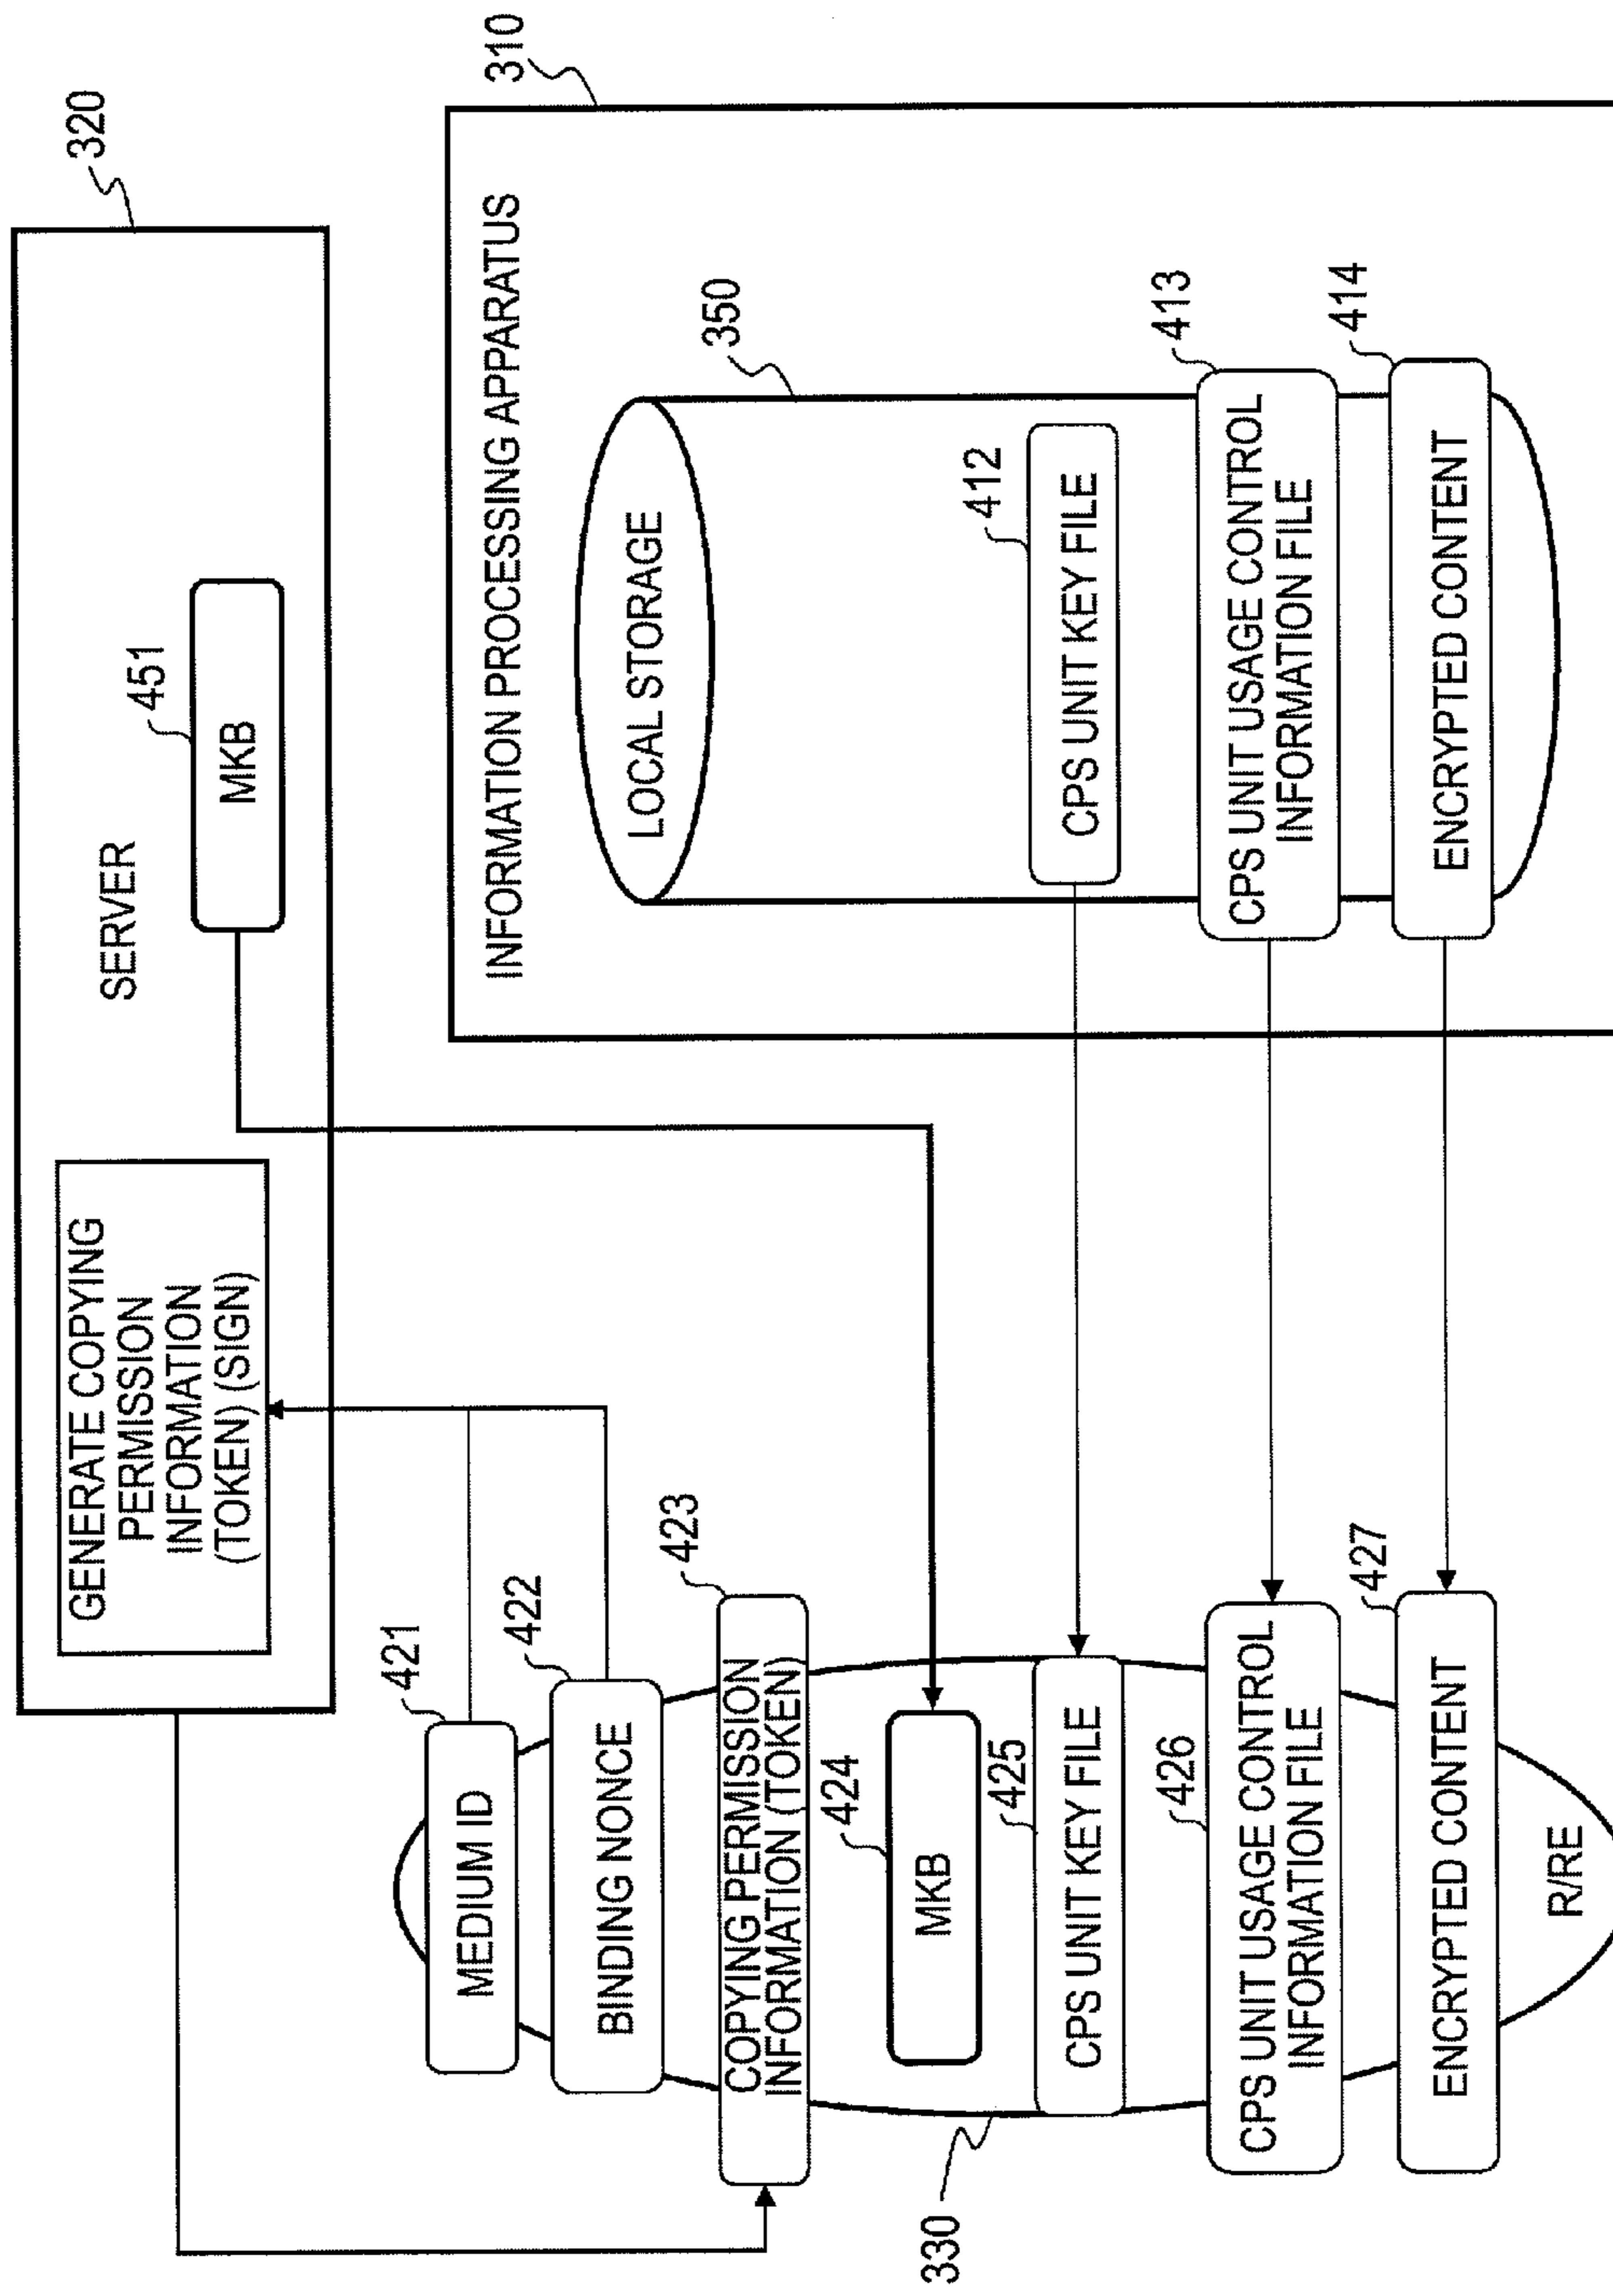 320
SERVER
GENERATE COPYING
PERMISSION
INFORMATION
(TOKEN) (SIGN)
451
MKB
310
INFORMATION PROCESSING APPARATUS
350
LOCAL STORAGE
412
CPS UNIT KEY FILE
413
CPS UNIT USAGE CONTROL
INFORMATION FILE
414
ENCRYPTED CONTENT
421
MEDIUM ID
422
BINDING NONCE
423
COPYING PERMISSION
INFORMATION (TOKEN)
424
MKB
425
CPS UNIT KEY FILE
426
CPS UNIT USAGE CONTROL
INFORMATION FILE
427
ENCRYPTED CONTENT
R/RE
330